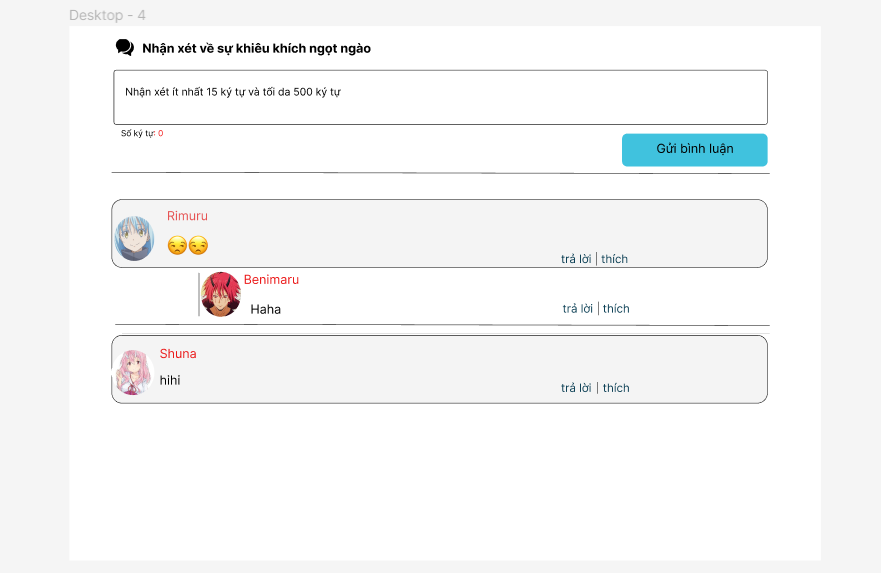 Desktop - 4
Nhận xét về sự khiêu khích ngọt ngào
Nhận xét ít nhất 15 ký tự và tối da 500 ký tự
Số ký tự: 0
Gửi bình luận
Rimuru
😒😒
trả lời | thích
Benimaru
Haha
trả lời | thích
Shuna
hihi
trả lời | thích